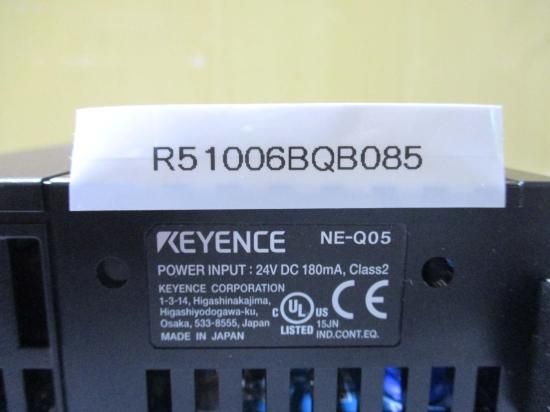 R51006BQB085
KEYENCE NE-Q05
POWER INPUT : 24V DC 180mA, Class2
KEYENCE CORPORATION
1-3-14, Higashinakajima,
Higashiyodogawa-ku,
Osaka, 533-8555, Japan
MADE IN JAPAN
C UL US
LISTED 15JN
IND.CONT.EQ.
CE